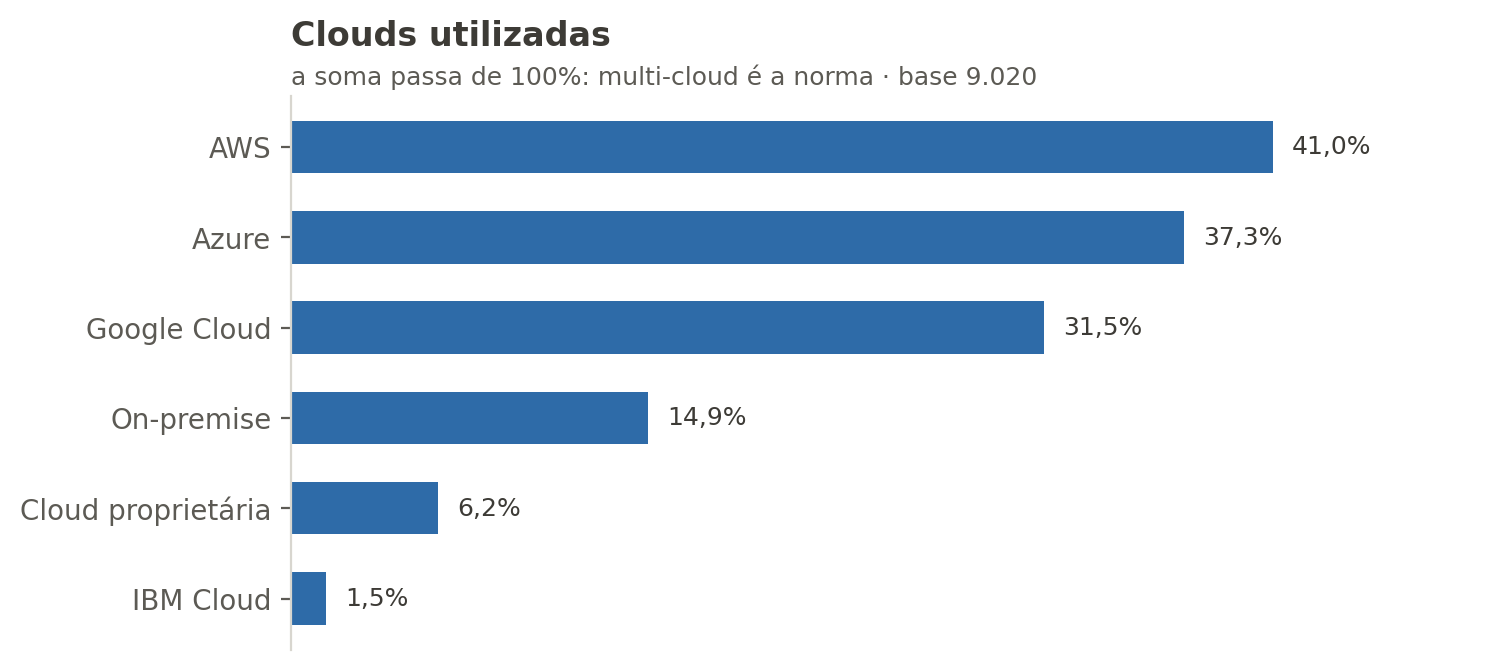 Clouds utilizadas
a soma passa de 100%: multi-cloud é a norma · base 9.020
AWS 41,0%
Azure 37,3%
Google Cloud 31,5%
On-premise 14,9%
Cloud proprietária 6,2%
IBM Cloud 1,5%